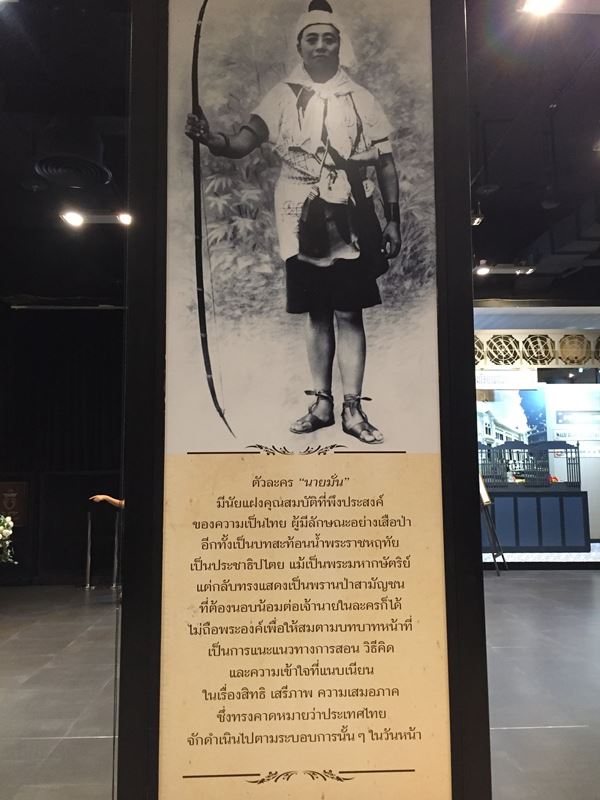 ตัวละคร “นายมั่น”
มีนัยแฝงคุณสมบัติที่พึงประสงค์
ของความเป็นไทย ผู้มีลักษณะอย่างเสือป่า
อีกทั้งเป็นบทสะท้อนน้ำพระราชหฤทัย
เป็นประชาธิปไตย แม้เป็นพระมหากษัตริย์
แต่กลับทรงแสดงเป็นพรานป่าสามัญชน
ที่ต้องนอบน้อมต่อเจ้านายในละครก็ได้
ไม่ถือพระองค์เพื่อให้สมตามบทบาทหน้าที่
เป็นการแนะแนวทางการสอน วิธีคิด
และความเข้าใจที่แนบเนียน
ในเรื่องสิทธิ เสรีภาพ ความเสมอภาค
ซึ่งทรงคาดหมายว่าประเทศไทย
จักดำเนินไปตามระบอบการนั้น ๆ ในวันหน้า